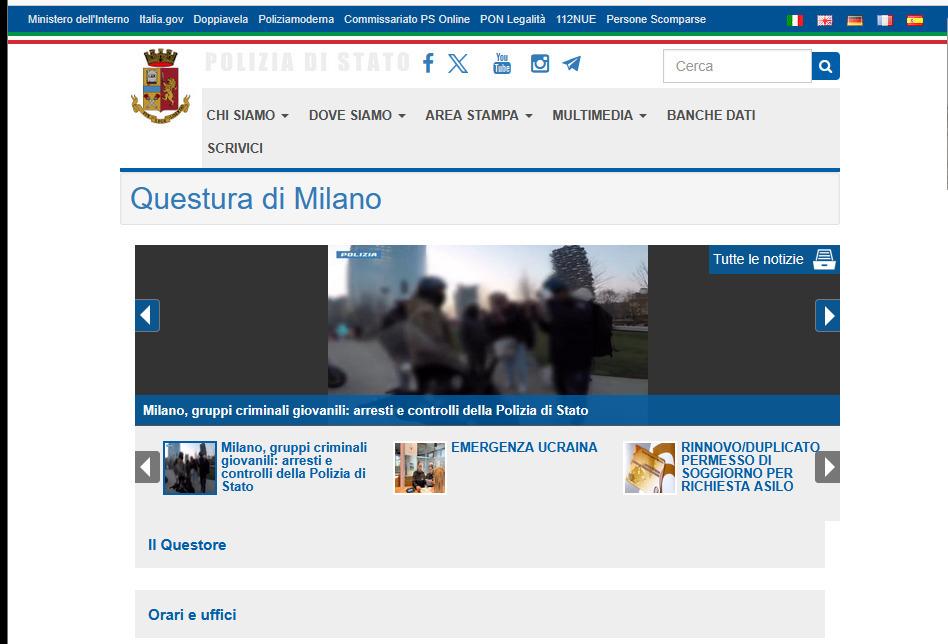 Ministero dell'Interno Italia.gov Doppiavela Poliziamoderna Commissariato PS Online PON Legalità 112NUE Persone Scomparse
POLIZIA DI STATO
You
Tube
Cerca
CHI SIAMO DOVE SIAMO AREA STAMPA MULTIMEDIA BANCHE DATI
SCRIVICI
Questura di Milano
POLIZIA
Tutte le notizie
Milano, gruppi criminali giovanili: arresti e controlli della Polizia di Stato
Milano, gruppi criminali
giovanili: arresti e
controlli della Polizia di
Stato
EMERGENZA UCRAINA
RINNOVO/DUPLICATO
PERMESSO DI
SOGGIORNO PER
RICHIESTA ASILO
Il Questore
Orari e uffici